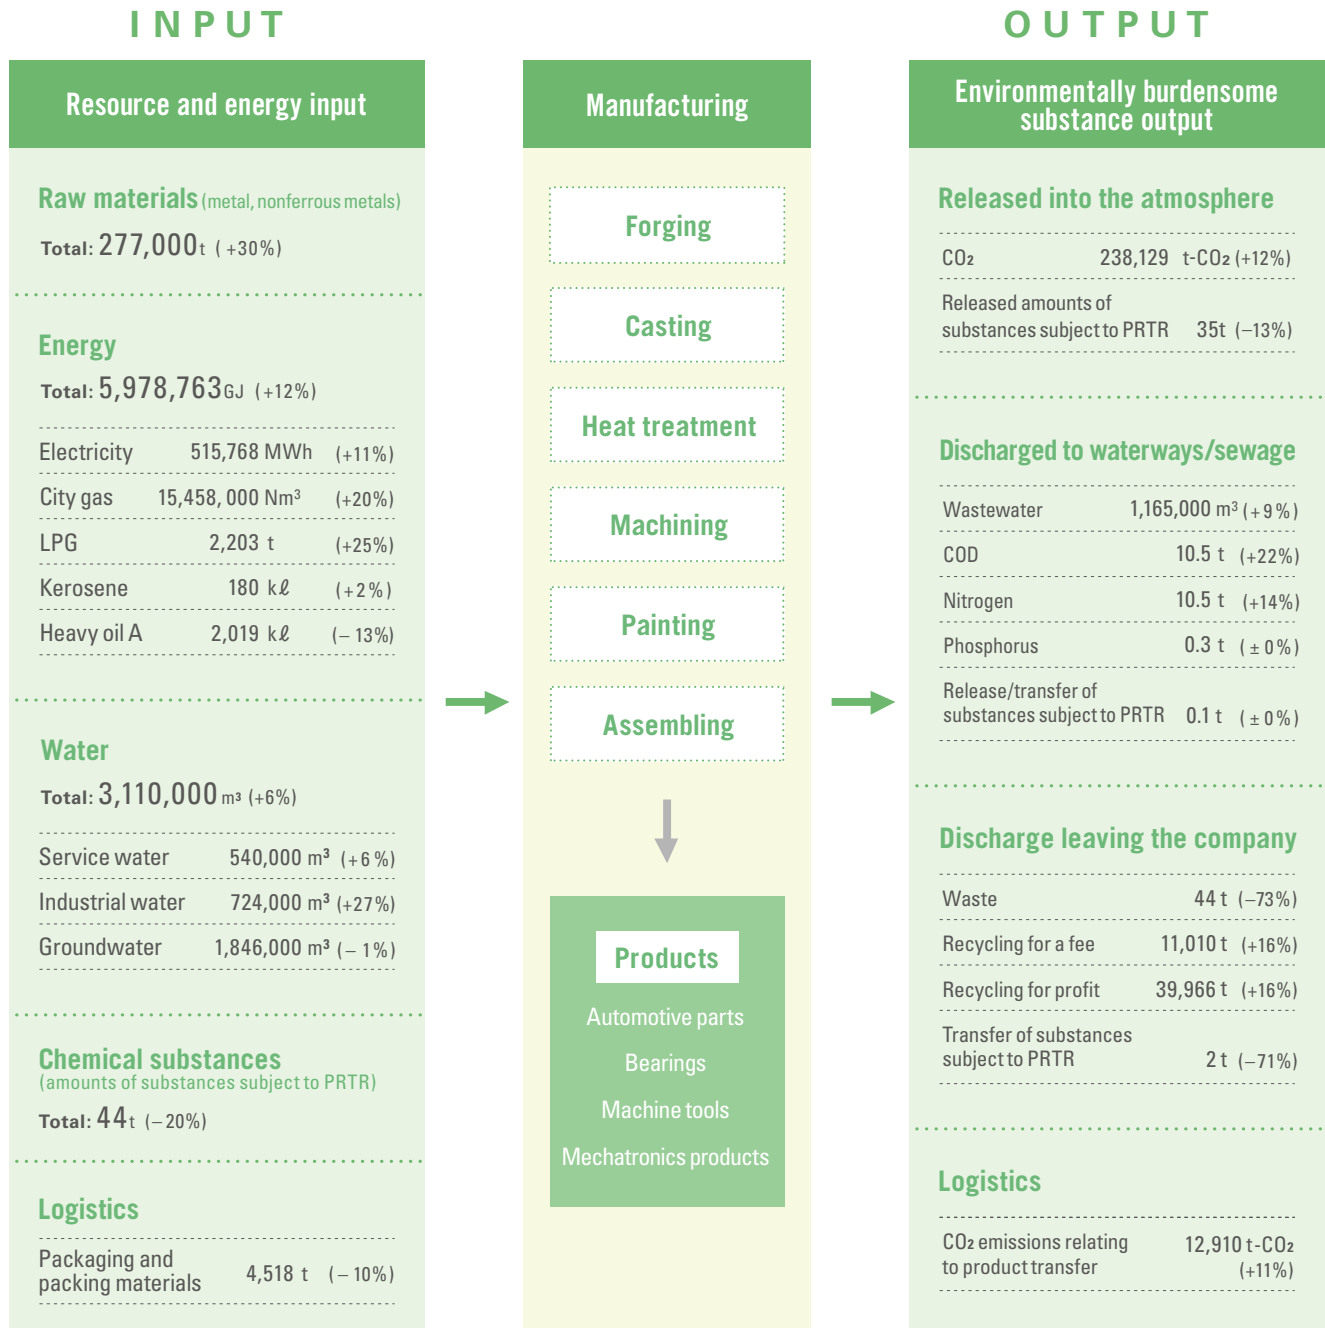 INPUT
Resource and energy input
Raw materials (metal, nonferrous metals)
Total: 277,000 t ( +30%)
Energy
Total: 5,978,763 GJ (+12%)
Electricity 515,768 MWh (+11%)
City gas 15,458,000 Nm³ (+20%)
LPG 2,203 t (+25%)
Kerosene 180 kℓ (+2%)
Heavy oil A 2,019 kℓ (–13%)
Water
Total: 3,110,000 m³ (+6%)
Service water 540,000 m³ (+6%)
Industrial water 724,000 m³ (+27%)
Groundwater 1,846,000 m³ (–1%)
Chemical substances
(amounts of substances subject to PRTR)
Total: 44 t (–20%)
Logistics
Packaging and
packing materials 4,518 t (–10%)
Manufacturing
Forging
Casting
Heat treatment
Machining
Painting
Assembling
Products
Automotive parts
Bearings
Machine tools
Mechatronics products
OUTPUT
Environmentally burdensome
substance output
Released into the atmosphere
CO₂ 238,129 t-CO₂ (+12%)
Released amounts of
substances subject to PRTR 35t (–13%)
Discharged to waterways/sewage
Wastewater 1,165,000 m³ (+9%)
COD 10.5 t (+22%)
Nitrogen 10.5 t (+14%)
Phosphorus 0.3 t (±0%)
Release/transfer of
substances subject to PRTR 0.1 t (±0%)
Discharge leaving the company
Waste 44 t (–73%)
Recycling for a fee 11,010 t (+16%)
Recycling for profit 39,966 t (+16%)
Transfer of substances
subject to PRTR 2 t (–71%)
Logistics
CO₂ emissions relating 12,910 t-CO₂
to product transfer (+11%)